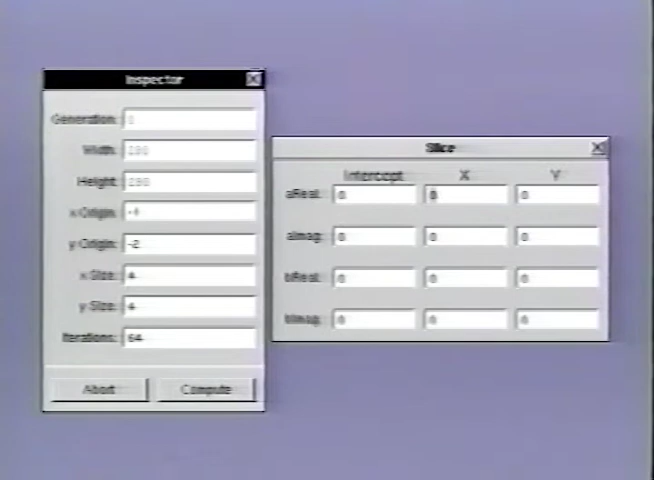 Inspector
Generation:
Width:
Height: 290
x Origin:
y Origin: -2
x Size: 4
y Size: 4
Iterations: 64
Abort Compute
Slice
Intercept X Y
aReal: 0 0 0
aImag: 0 0 0
bReal: 0 0 0
bImag: 0 0 0